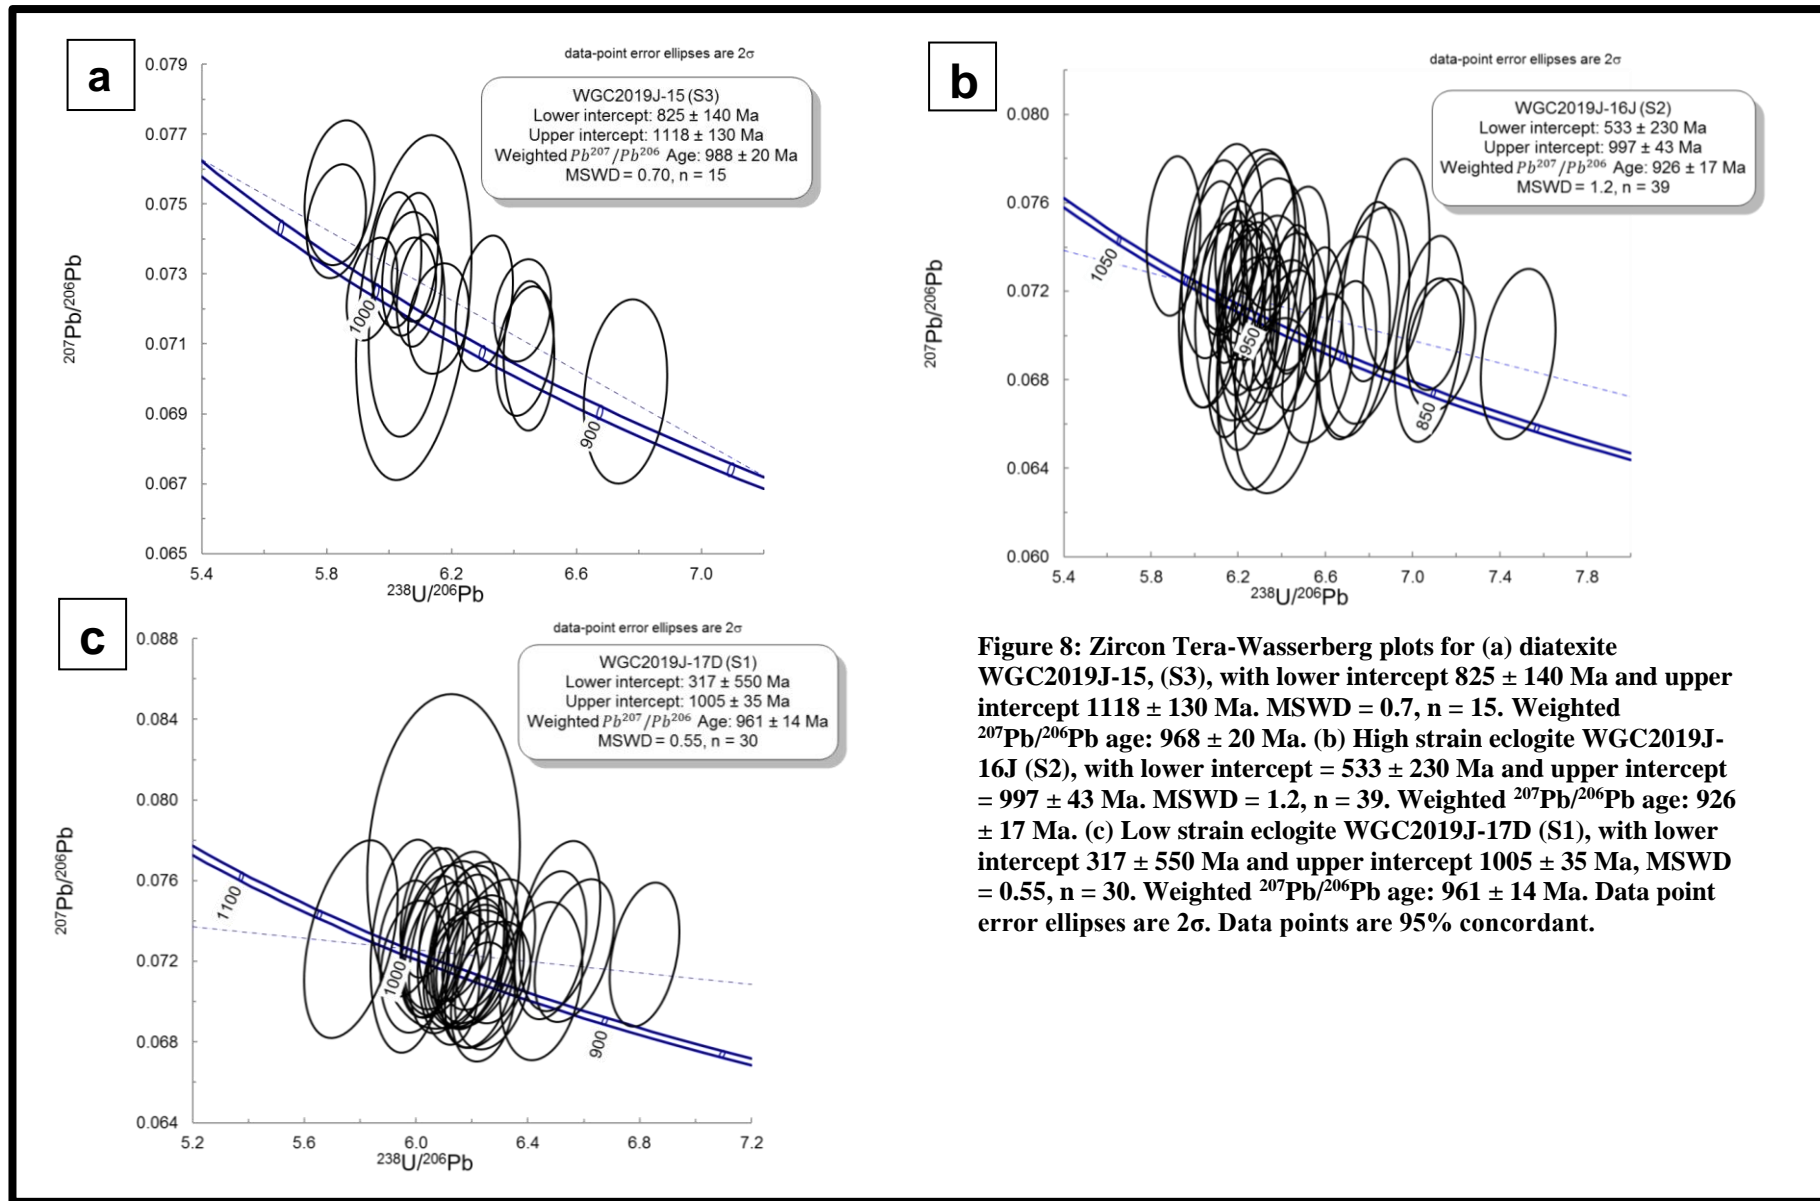 a
data-point error ellipses are 2σ
WGC2019J-15 (S3)
Lower intercept: 825 ± 140 Ma
Upper intercept: 1118 ± 130 Ma
Weighted Pb²⁰⁷/Pb²⁰⁶ Age: 988 ± 20 Ma
MSWD = 0.70, n = 15
0.079
0.077
0.075
0.073
0.071
0.069
0.067
0.065
²⁰⁷Pb/²⁰⁶Pb
1000
900
5.4 5.8 6.2 6.6 7.0
²³⁸U/²⁰⁶Pb
b
data-point error ellipses are 2σ
WGC2019J-16J (S2)
Lower intercept: 533 ± 230 Ma
Upper intercept: 997 ± 43 Ma
Weighted Pb²⁰⁷/Pb²⁰⁶ Age: 926 ± 17 Ma
MSWD = 1.2, n = 39
0.080
0.076
0.072
0.068
0.064
0.060
²⁰⁷Pb/²⁰⁶Pb
1050
950
850
5.4 5.8 6.2 6.6 7.0 7.4 7.8
²³⁸U/²⁰⁶Pb
c
data-point error ellipses are 2σ
WGC2019J-17D (S1)
Lower intercept: 317 ± 550 Ma
Upper intercept: 1005 ± 35 Ma
Weighted Pb²⁰⁷/Pb²⁰⁶ Age: 961 ± 14 Ma
MSWD = 0.55, n = 30
0.088
0.084
0.080
0.076
0.072
0.068
0.064
²⁰⁷Pb/²⁰⁶Pb
1100
1000
900
5.2 5.6 6.0 6.4 6.8 7.2
²³⁸U/²⁰⁶Pb
Figure 8: Zircon Tera-Wasserberg plots for (a) diatexite
WGC2019J-15, (S3), with lower intercept 825 ± 140 Ma and upper
intercept 1118 ± 130 Ma. MSWD = 0.7, n = 15. Weighted
²⁰⁷Pb/²⁰⁶Pb age: 968 ± 20 Ma. (b) High strain eclogite WGC2019J-
16J (S2), with lower intercept = 533 ± 230 Ma and upper intercept
= 997 ± 43 Ma. MSWD = 1.2, n = 39. Weighted ²⁰⁷Pb/²⁰⁶Pb age: 926
± 17 Ma. (c) Low strain eclogite WGC2019J-17D (S1), with lower
intercept 317 ± 550 Ma and upper intercept 1005 ± 35 Ma, MSWD
= 0.55, n = 30. Weighted ²⁰⁷Pb/²⁰⁶Pb age: 961 ± 14 Ma. Data point
error ellipses are 2σ. Data points are 95% concordant.